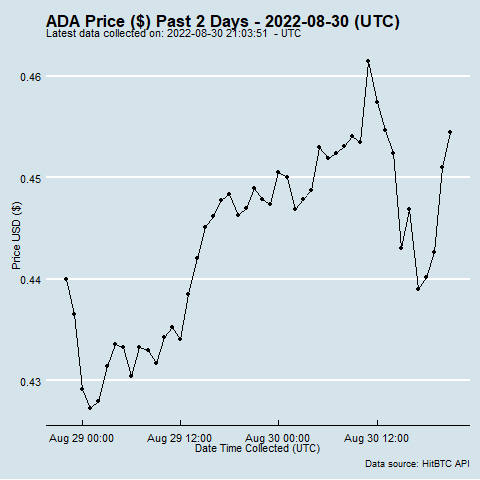 ADA Price ($) Past 2 Days - 2022-08-30 (UTC)
Latest data collected on: 2022-08-30 21:03:51 - UTC
0.46
0.45
0.44
0.43
Price USD ($)
Aug 29 00:00 Aug 29 12:00 Aug 30 00:00 Aug 30 12:00
Date Time Collected (UTC)
Data source: HitBTC API